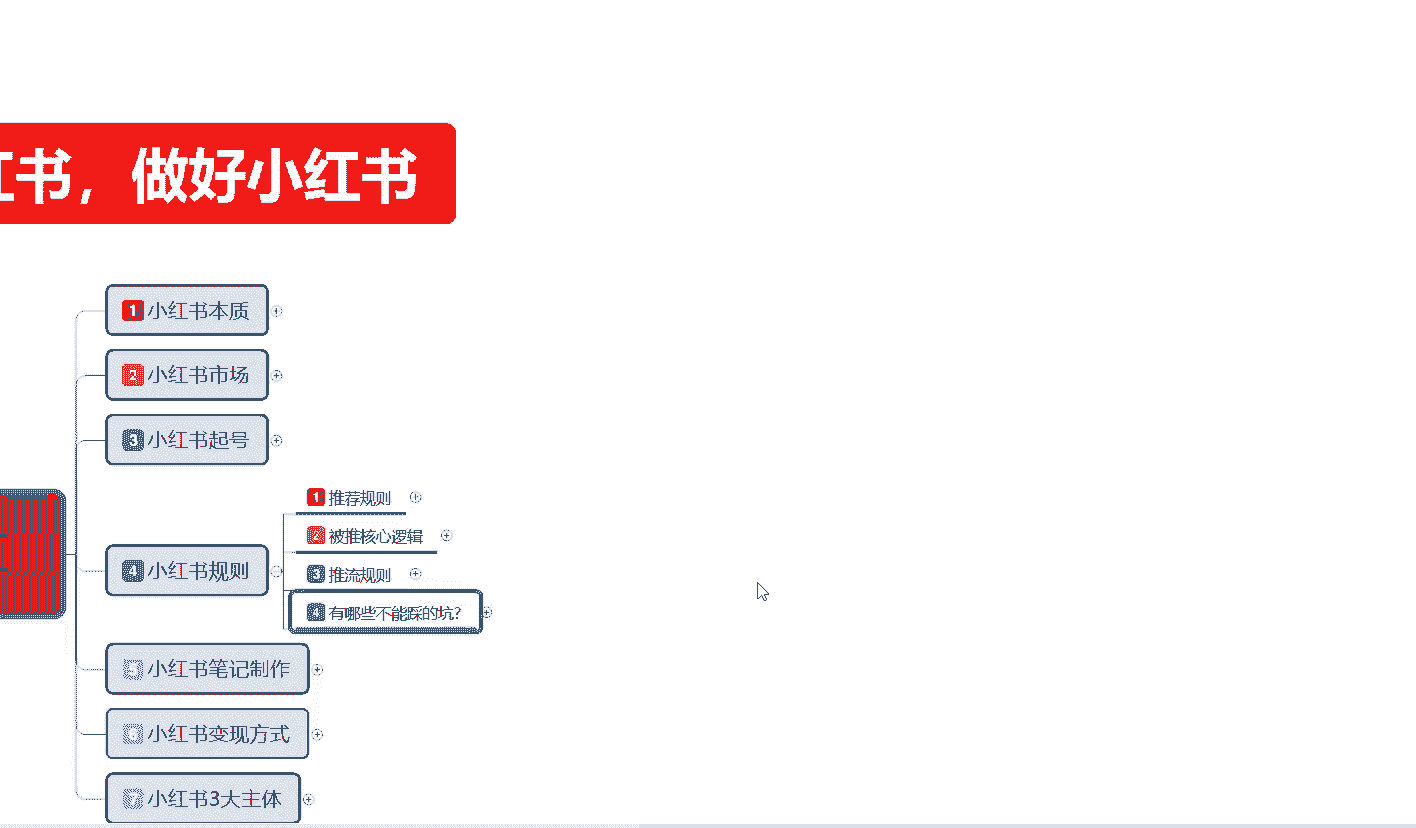 书，做好小红书
1 小红书本质
2 小红书市场
3 小红书起号
4 小红书规则
1 推荐规则
2 被推核心逻辑
3 推流规则
4 有哪些不能踩的坑？
5 小红书笔记制作
6 小红书变现方式
7 小红书3大主体